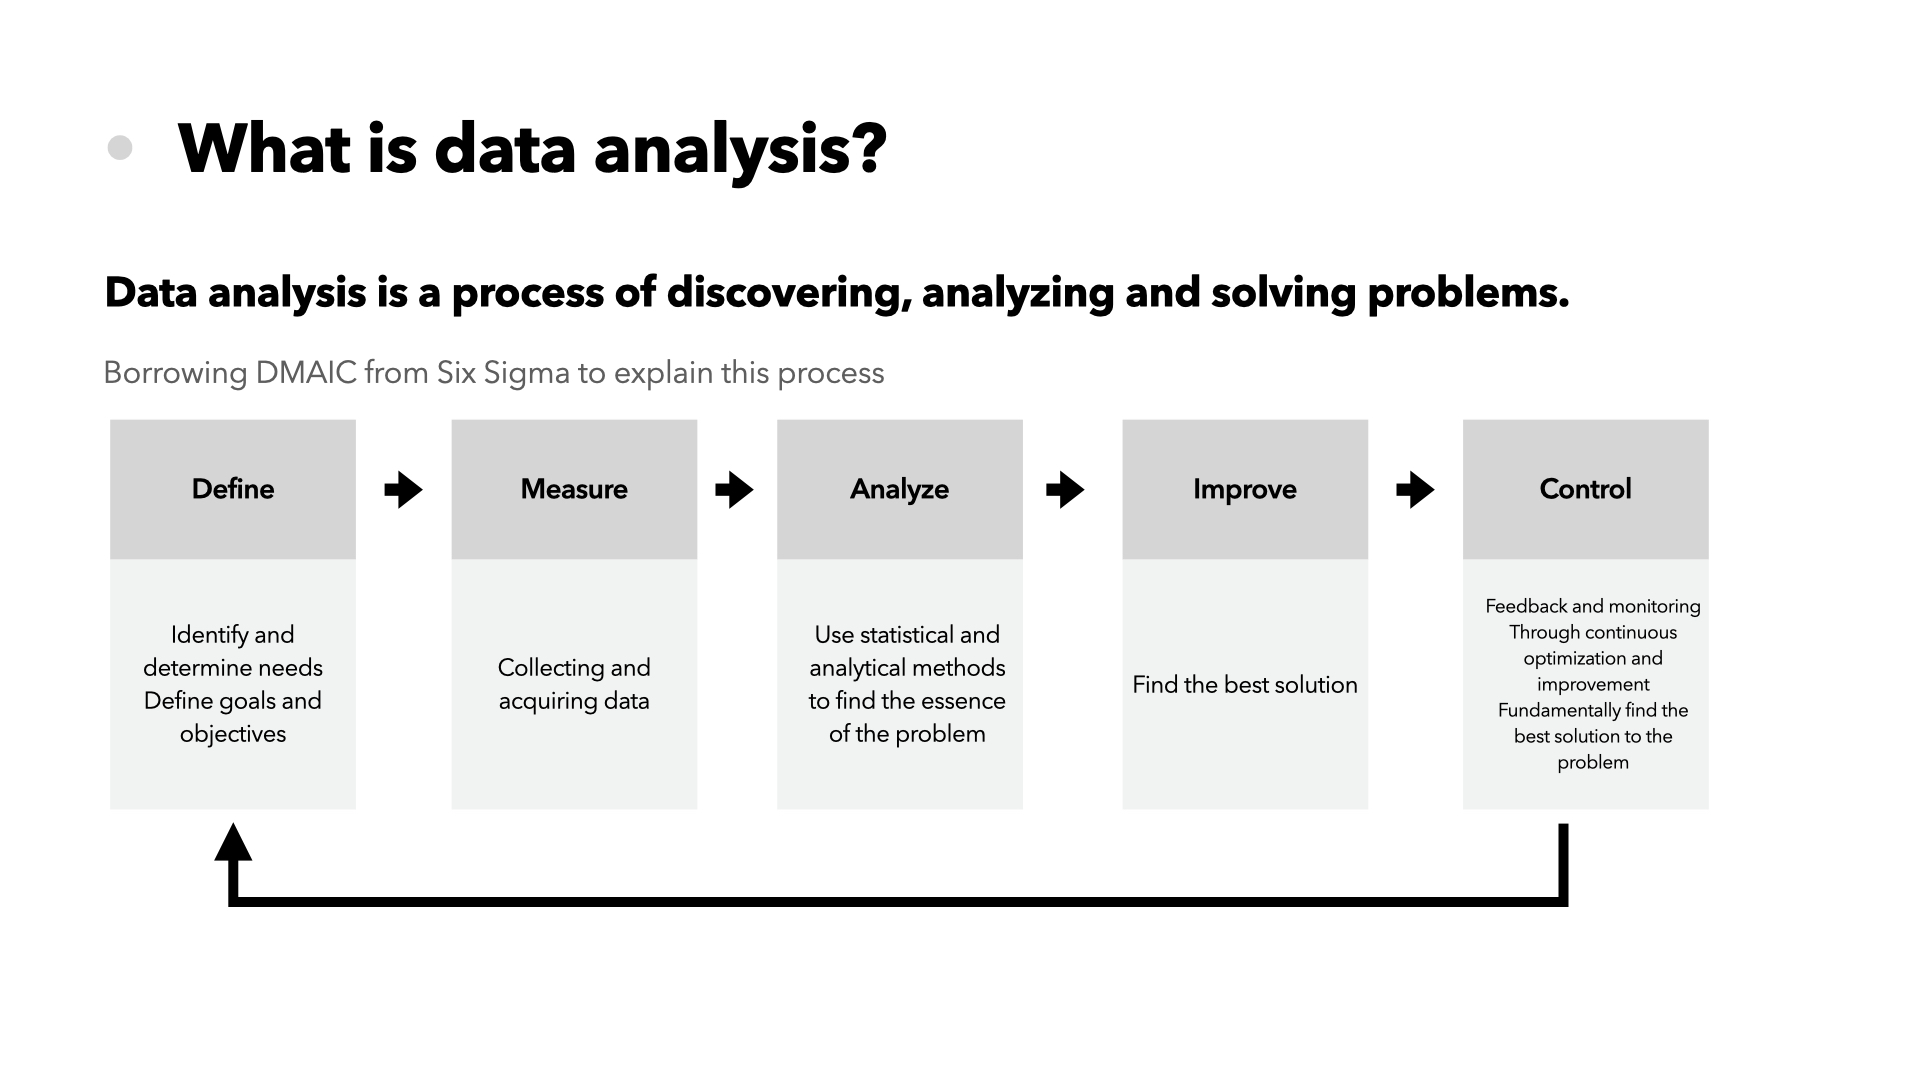 What is data analysis?
Data analysis is a process of discovering, analyzing and solving problems.
Borrowing DMAIC from Six Sigma to explain this process
Define
Measure
Analyze
Improve
Control
Identify and
determine needs
Define goals and
objectives
Collecting and
acquiring data
Use statistical and
analytical methods
to find the essence
of the problem
Find the best solution
Feedback and monitoring
Through continuous
optimization and
improvement
Fundamentally find the
best solution to the
problem